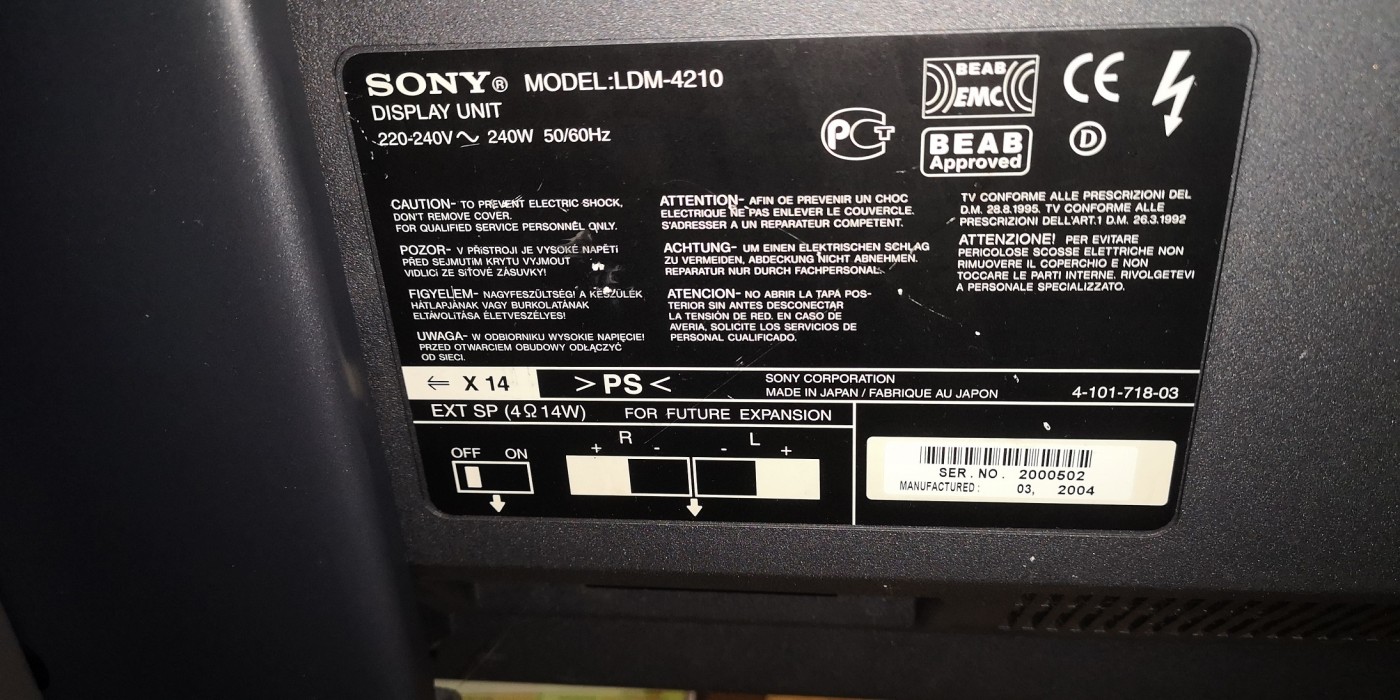 SONY® MODEL:LDM-4210
DISPLAY UNIT
220-240V ～ 240W 50/60Hz
BEAB
EMC
CE
PCT
BEAB
Approved
D
CAUTION- TO PREVENT ELECTRIC SHOCK,
DON'T REMOVE COVER.
FOR QUALIFIED SERVICE PERSONNEL ONLY.
POZOR- V PŘISTROJI JE VYSOKÉ NAPĚTí
PŘED SEJMUTIM KRYTU VYJMOUT
VIDLICI ZE SÍŤOVÉ ZÁSUVKY!
FIGYELEM- NAGYFESZÜLTSÉG! A KÉSZÜLÉK
HÁTLAPJÁNAK VAGY BURKOLATÁNAK
ELTÁVOLITÁSA ÉLETVESZÉLYES!
UWAGA- W ODBIORNIKU WYSOKIE NAPIĘCIE!
PRZED OTWARCIEM OBUDOWY ODŁĄCZYĆ
OD SIECI.
ATTENTION- AFIN OE PREVENIR UN CHOC
ELECTRIQUE NE PAS ENLEVER LE COUVERCLE.
S'ADRESSER A UN REPARATEUR COMPETENT.
ACHTUNG- UM EINEN ELEKTRISCHEN SCHLAG
ZU VERMEIDEN, ABDECKUNG NICHT ABNEHMEN.
REPARATUR NUR DURCH FACHPERSONAL.
ATENCION- NO ABRIR LA TAPA POS-
TERIOR SIN ANTES DESCONECTAR
LA TENSIÓN DE RED. EN CASO DE
AVERIA, SOLICITE LOS SERVICIOS DE
PERSONAL CUALIFICADO.
TV CONFORME ALLE PRESCRIZIONI DEL
D.M. 28.8.1995. TV CONFORME ALLE
PRESCRIZIONI DELL'ART.1 D.M. 26.3.1992
ATTENZIONE! PER EVITARE
PERICOLOSE SCOSSE ELETTRICHE NON
RIMUOVERE IL COPERCHIO E NON
TOCCARE LE PARTI INTERNE. RIVOLGETEVI
A PERSONALE SPECIALIZZATO.
⇐ X 14
>PS<
SONY CORPORATION
MADE IN JAPAN / FABRIQUE AU JAPON
4-101-718-03
EXT SP (4Ω14W) FOR FUTURE EXPANSION
OFF ON
R L
+ - - +
SER. NO. 2000502
MANUFACTURED: 03, 2004